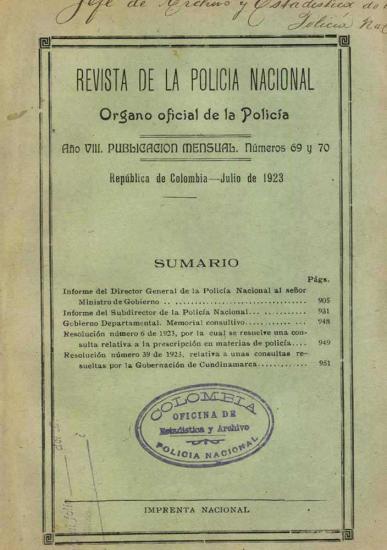 Jefe de Archivo y Estadística de
Policía Nac
REVISTA DE LA POLICIA NACIONAL
Organo oficial de la Policía
Año VIII. PUBLICACION MENSUAL. Números 69 y 70
República de Colombia—Julio de 1923
SUMARIO
Págs.
Informe del Director General de la Policía Nacional al señor
Ministro de Gobierno .. .............................. 905
Informe del Subdirector de la Policía Nacional.... ......... 931
Gobierno Departamental. Memorial consultivo.... ......... 948
Resolución número 6 de 1923, por la cual se resuelve una con-
sulta relativa a la prescripción en materias de policía.... 949
Resolución número 39 de 1923, relativa a unas consultas re-
sueltas por la Gobernación de Cundinamarca.... ....... 951
COLOMBIA
OFICINA DE
Estadística y Archivo
POLICIA NACIONAL
IMPRENTA NACIONAL